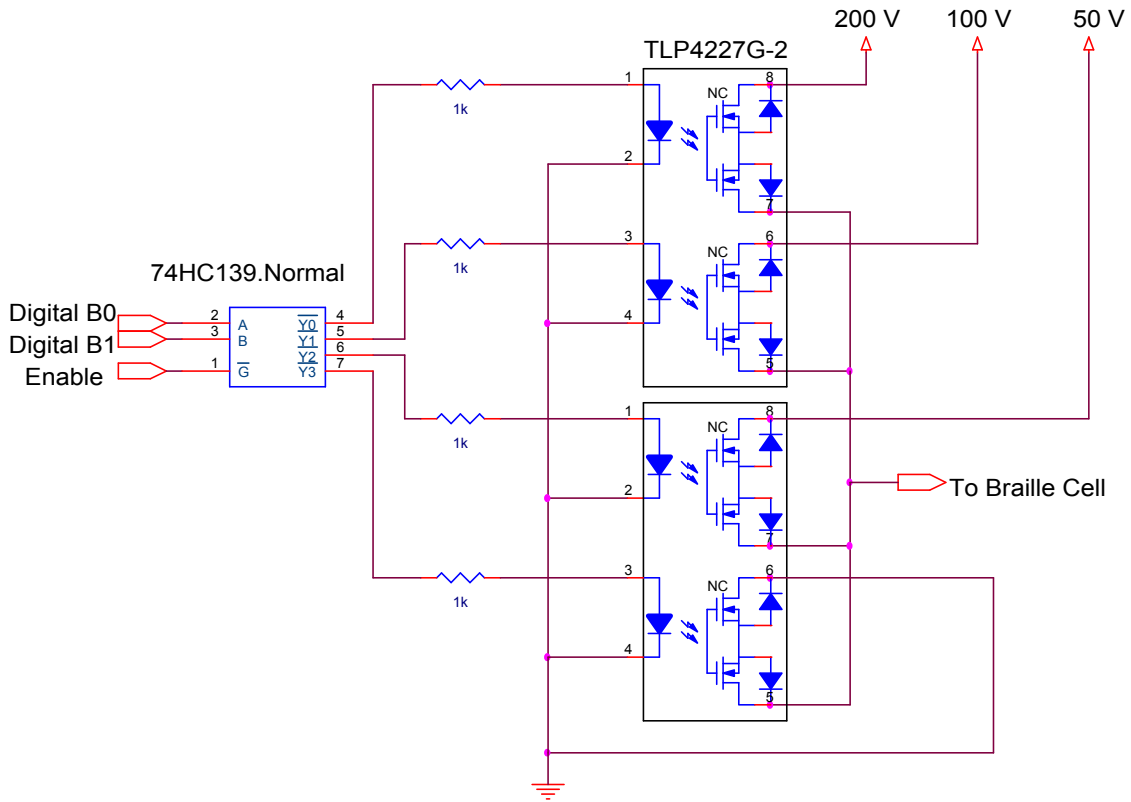 200 V
100 V
50 V
TLP4227G-2
1
8
NC
1k
2
7
3
6
NC
1k
4
5
74HC139.Normal
Digital B0
2
A
Y0
4
Digital B1
3
B
Y1
5
Y2
6
Enable
1
G
Y3
7
1
8
NC
1k
2
7
To Braille Cell
3
6
NC
1k
4
5